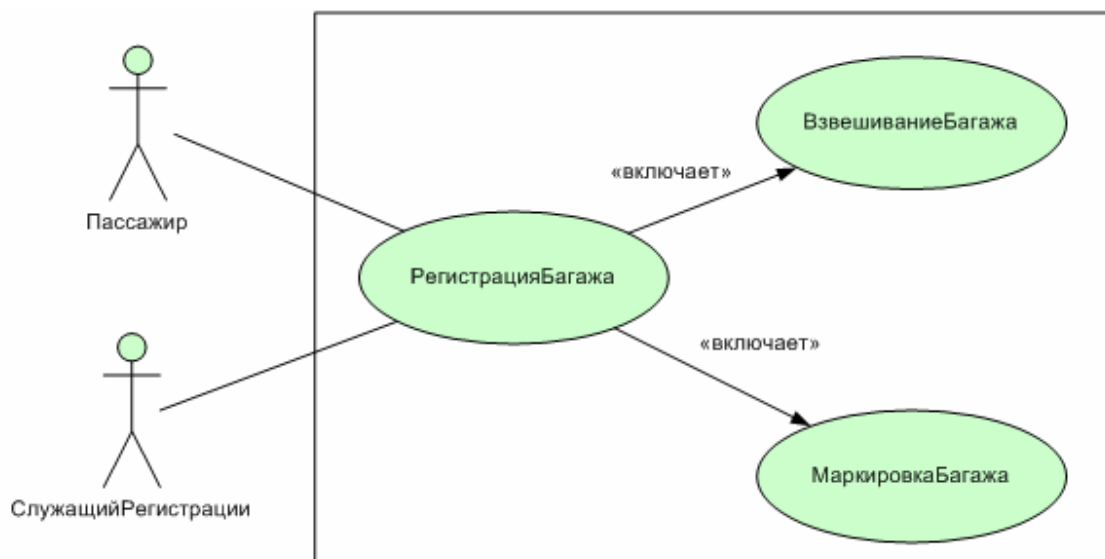 ВзвешиваниеБагажа
«включает»
Пассажир
РегистрацияБагажа
«включает»
МаркировкаБагажа
СлужащийРегистрации